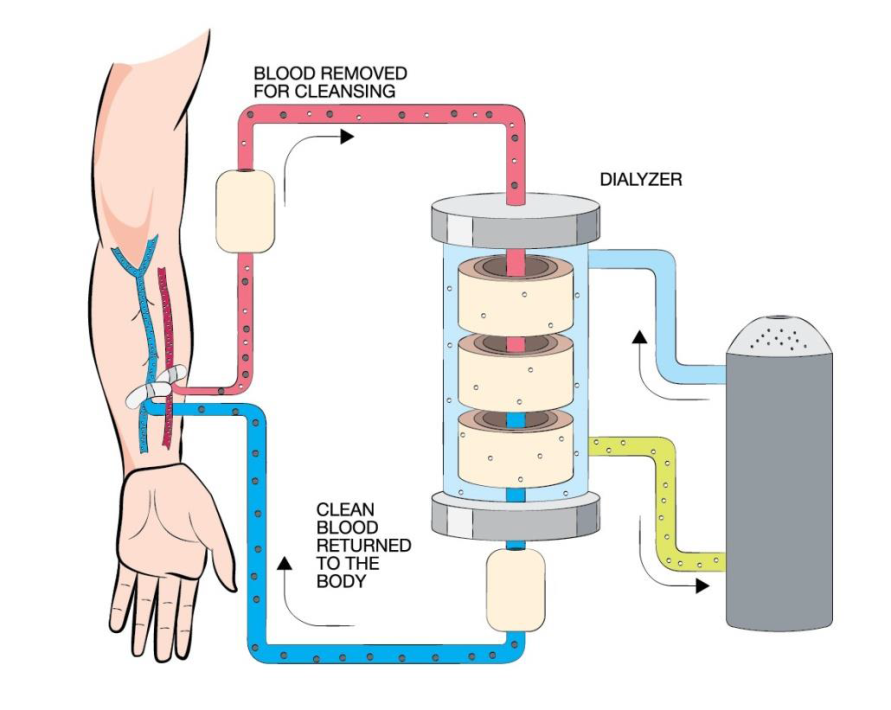 BLOOD REMOVED
FOR CLEANSING
DIALYZER
CLEAN
BLOOD
RETURNED
TO THE
BODY